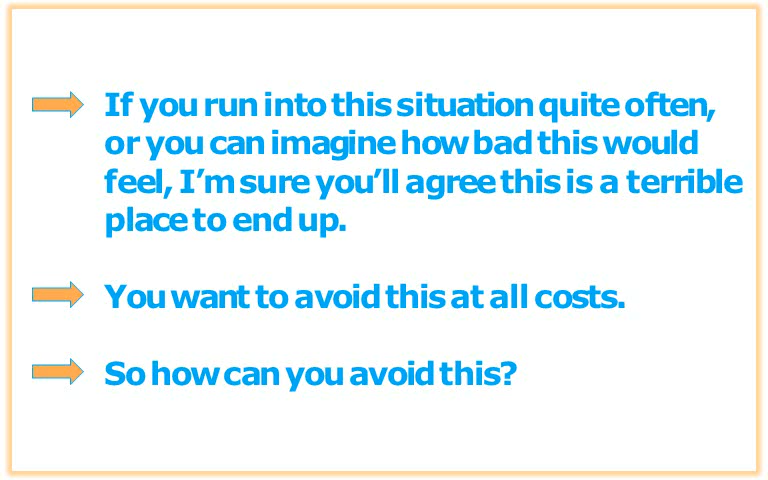 If you run into this situation quite often,
or you can imagine how bad this would
feel, I’m sure you’ll agree this is a terrible
place to end up.
You want to avoid this at all costs.
So how can you avoid this?